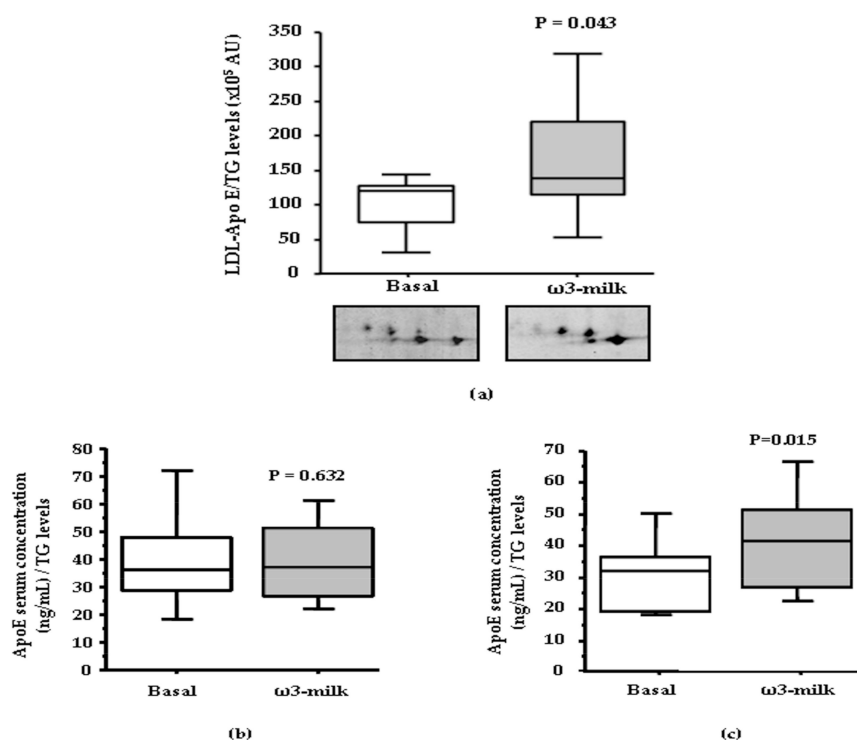 P = 0.043
LDL-Apo E/TG levels (x10⁵ AU)
350
300
250
200
150
100
50
0
Basal
ω3-milk
(a)
ApoE serum concentration
(ng/mL) / TG levels
80
70
60
50
40
30
20
10
0
P = 0.632
Basal
ω3-milk
(b)
ApoE serum concentration
(ng/mL) / TG levels
70
60
50
40
30
20
10
0
P=0.015
Basal
ω3-milk
(c)